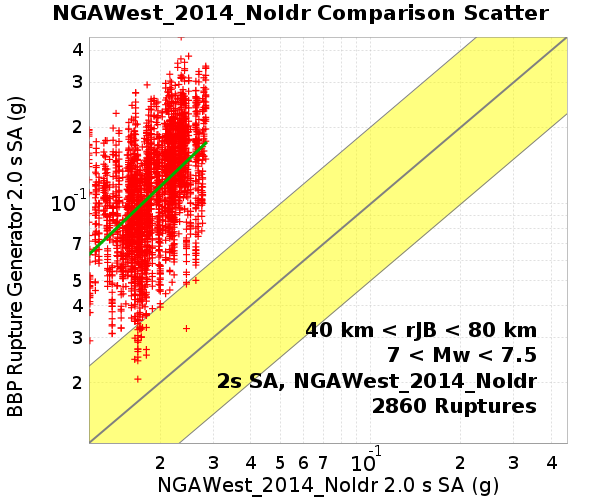 NGAWest_2014_NoIdr Comparison Scatter
BBP Rupture Generator 2.0 s SA (g)
4
3
2
10-1
7
5
4
3
2
40 km < rJB < 80 km
7 < Mw < 7.5
2s SA, NGAWest_2014_NoIdr
2860 Ruptures
2 3 4 5 6 7 10-1 2 3 4
NGAWest_2014_NoIdr 2.0 s SA (g)